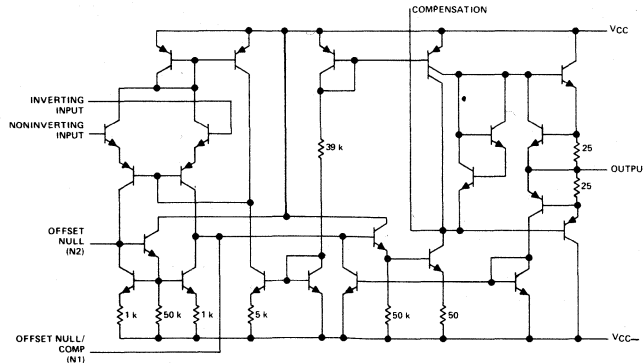 COMPENSATION
VCC
INVERTING
INPUT
NONINVERTING
INPUT
39 k
25
OUTPU
25
OFFSET
NULL
(N2)
1 k
50 k
1 k
5 k
50 k
50
OFFSET NULL/
COMP
(N1)
VCC−